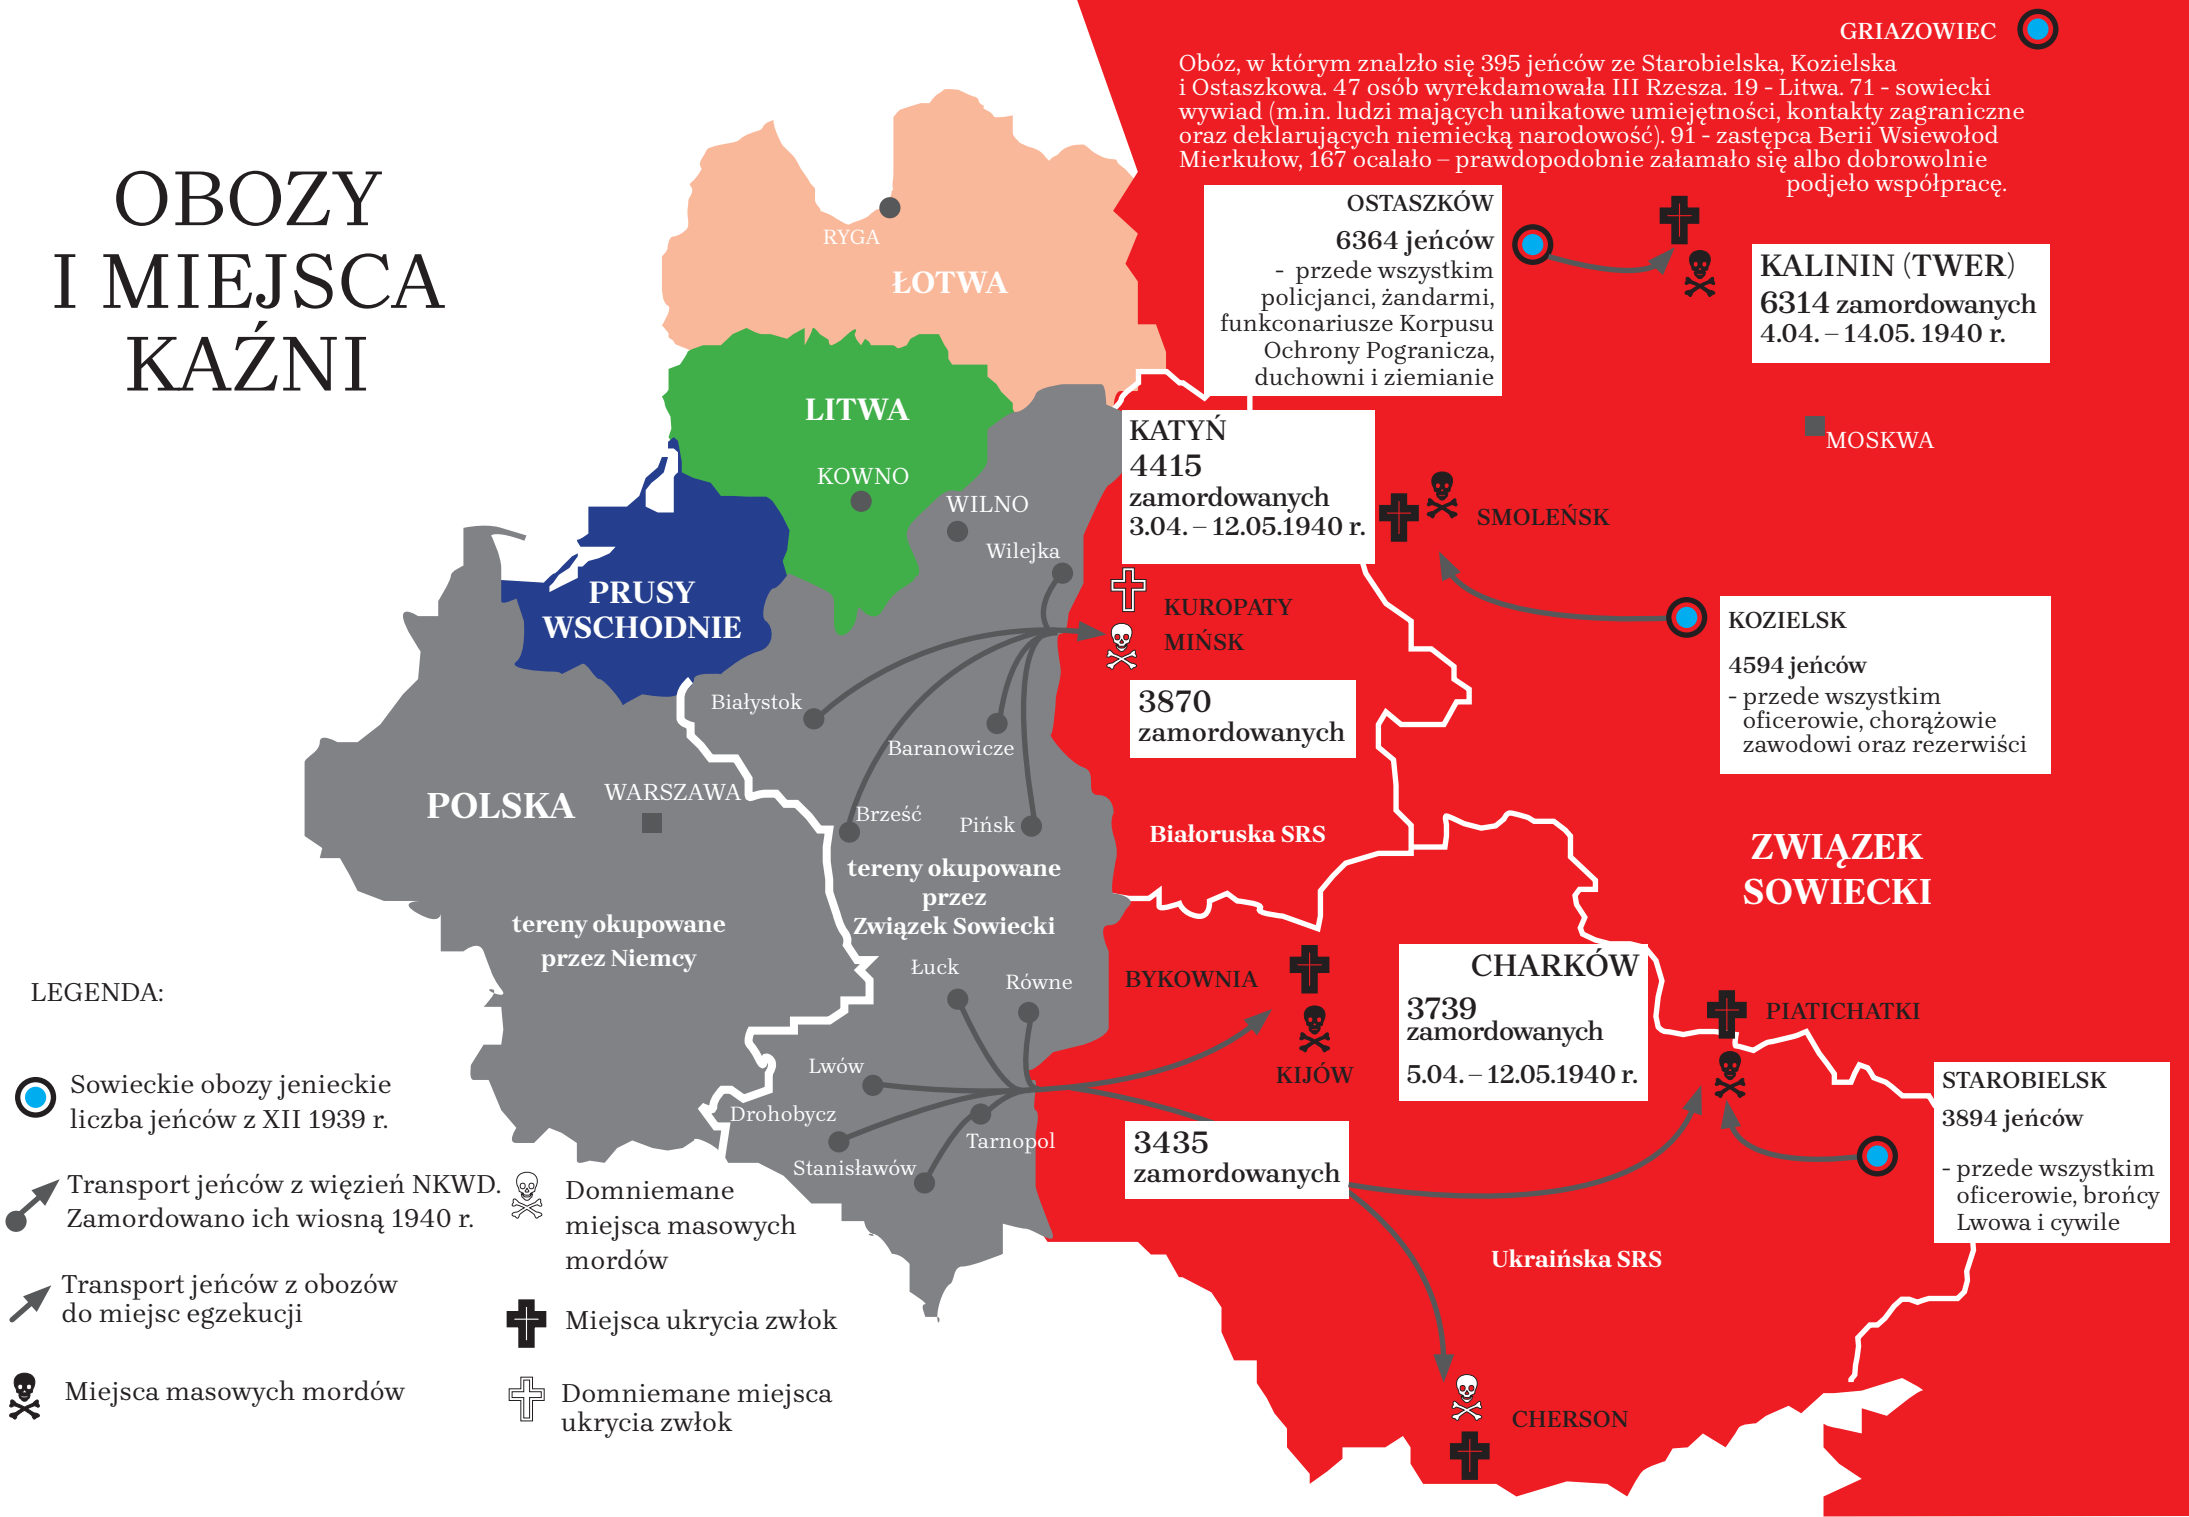 OBOZY
I MIEJSCA
KAŹNI
GRIAZOWIEC
Obóz, w którym znalzło się 395 jeńców ze Starobielska, Kozielska
i Ostaszkowa. 47 osób wyrekdamowała III Rzesza. 19 - Litwa. 71 - sowiecki
wywiad (m.in. ludzi mających unikatowe umiejętności, kontakty zagraniczne
oraz deklarujących niemiecką narodowość). 91 - zastępca Berii Wsiewołod
Mierkułow, 167 ocalało – prawdopodobnie załamało się albo dobrowolnie
podjeło współpracę.
OSTASZKÓW
6364 jeńców
- przede wszystkim
policjanci, żandarmi,
funkconariusze Korpusu
Ochrony Pogranicza,
duchowni i ziemianie
KALININ (TWER)
6314 zamordowanych
4.04. – 14.05. 1940 r.
MOSKWA
RYGA
ŁOTWA
LITWA
KOWNO
WILNO
Wilejka
PRUSY
WSCHODNIE
KATYŃ
4415
zamordowanych
3.04. – 12.05.1940 r.
SMOLEŃSK
KUROPATY
MIŃSK
3870
zamordowanych
KOZIELSK
4594 jeńców
- przede wszystkim
oficerowie, chorążowie
zawodowi oraz rezerwiści
Białystok
Baranowicze
Brześć
Pińsk
POLSKA
WARSZAWA
tereny okupowane
przez Niemcy
tereny okupowane
przez
Związek Sowiecki
Białoruska SRS
ZWIĄZEK
SOWIECKI
Łuck
Równe
Lwów
Drohobycz
Tarnopol
Stanisławów
BYKOWNIA
KIJÓW
CHARKÓW
3739
zamordowanych
5.04. – 12.05.1940 r.
PIATICHATKI
STAROBIELSK
3894 jeńców
- przede wszystkim
oficerowie, brońcy
Lwowa i cywile
3435
zamordowanych
Ukraińska SRS
CHERSON
LEGENDA:
Sowieckie obozy jenieckie
liczba jeńców z XII 1939 r.
Transport jeńców z więzień NKWD.
Zamordowano ich wiosną 1940 r.
Transport jeńców z obozów
do miejsc egzekucji
Miejsca masowych mordów
Domniemane
miejsca masowych
mordów
Miejsca ukrycia zwłok
Domniemane miejsca
ukrycia zwłok